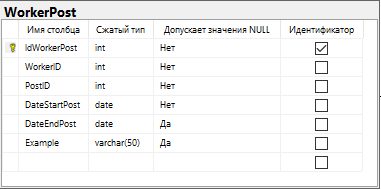 WorkerPost
Имя столбца Сжатый тип Допускает значения NULL Идентификатор
IdWorkerPost int Нет
WorkerID int Нет
PostID int Нет
DateStartPost date Нет
DateEndPost date Да
Example varchar(50) Да